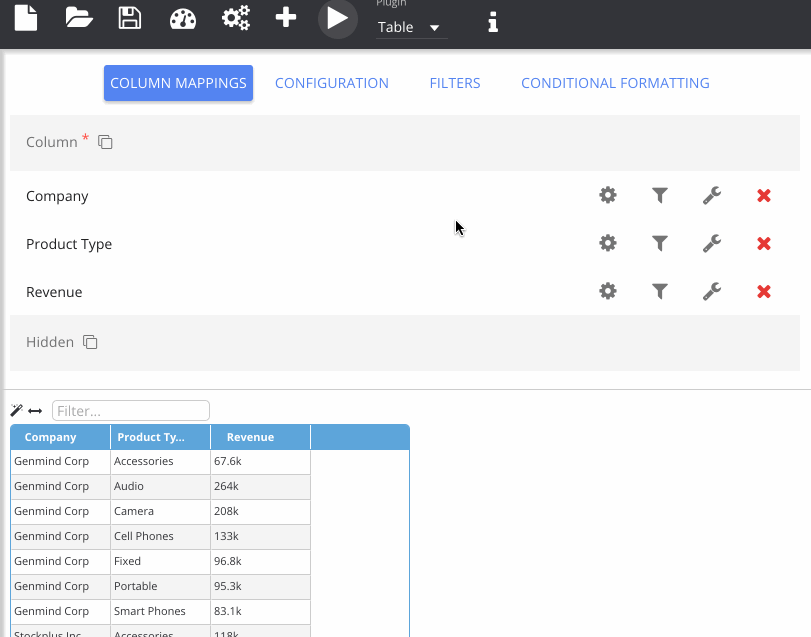 Plugin
Table
COLUMN MAPPINGS CONFIGURATION FILTERS CONDITIONAL FORMATTING
Column *
Company
Product Type
Revenue
Hidden
Filter...
Company Product Ty... Revenue
Genmind Corp Accessories 67.6k
Genmind Corp Audio 264k
Genmind Corp Camera 208k
Genmind Corp Cell Phones 133k
Genmind Corp Fixed 96.8k
Genmind Corp Portable 95.3k
Genmind Corp Smart Phones 83.1k
Stockplus Inc Accessories 118k